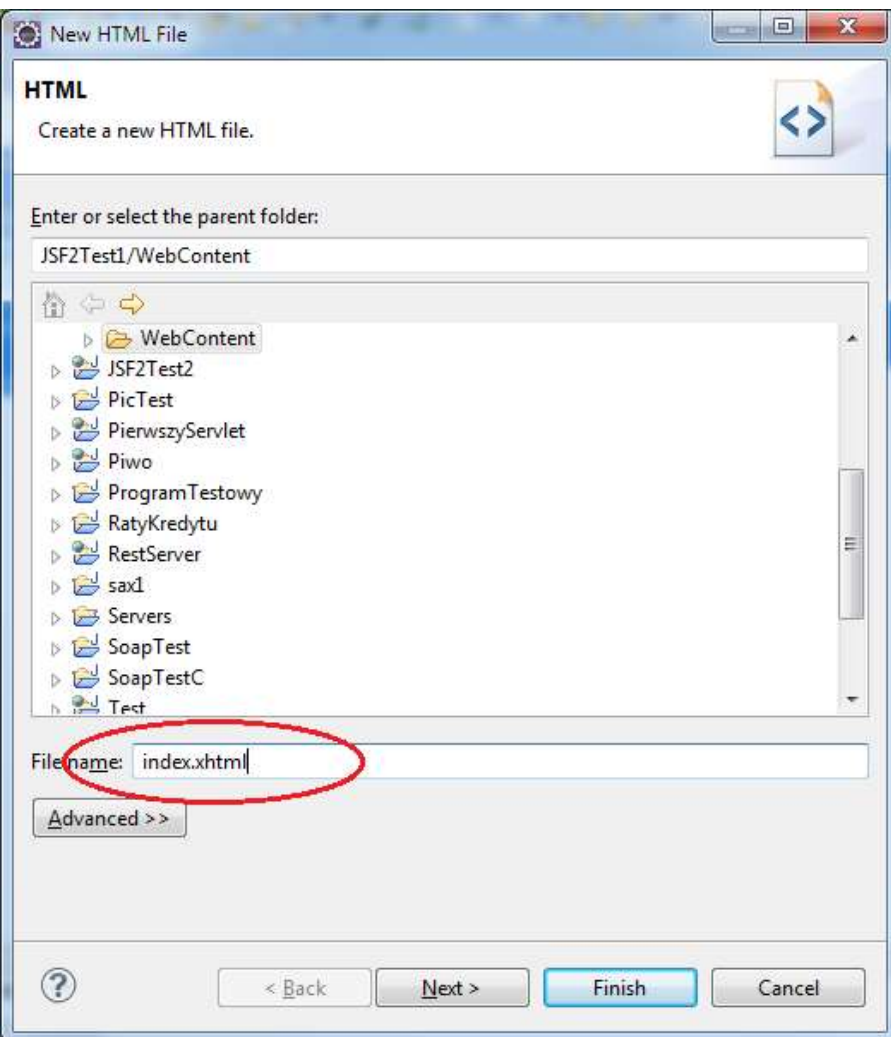 New HTML File
HTML
Create a new HTML file.
Enter or select the parent folder:
JSF2Test1/WebContent
WebContent
JSF2Test2
PicTest
PierwszyServlet
Piwo
ProgramTestowy
RatyKredytu
RestServer
sax1
Servers
SoapTest
SoapTestC
Test
File name: index.xhtml
Advanced >>
< Back Next > Finish Cancel